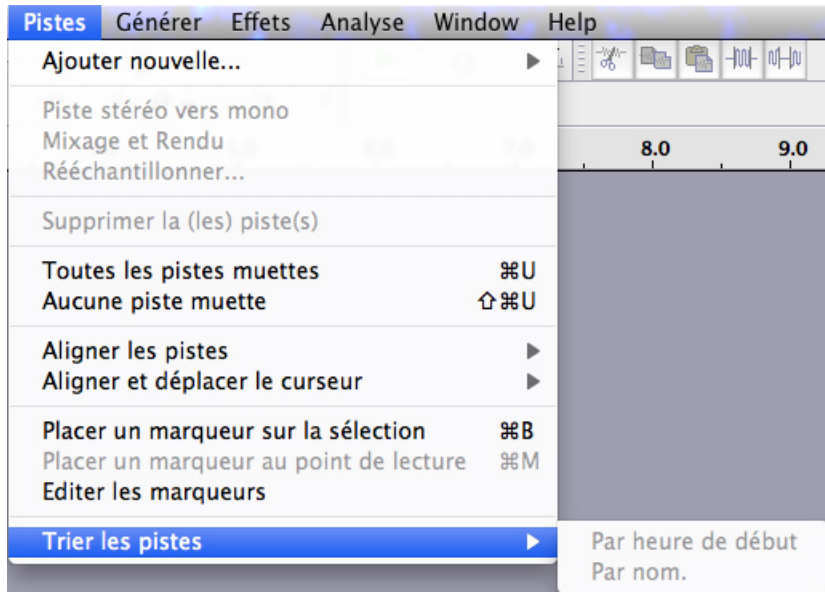 Pistes Générer Effets Analyse Window Help
Ajouter nouvelle...
Piste stéréo vers mono
Mixage et Rendu
Rééchantillonner...
8.0 9.0
Supprimer la (les) piste(s)
Toutes les pistes muettes ⌘U
Aucune piste muette ⇧⌘U
Aligner les pistes
Aligner et déplacer le curseur
Placer un marqueur sur la sélection ⌘B
Placer un marqueur au point de lecture ⌘M
Editer les marqueurs
Trier les pistes
Par heure de début
Par nom.